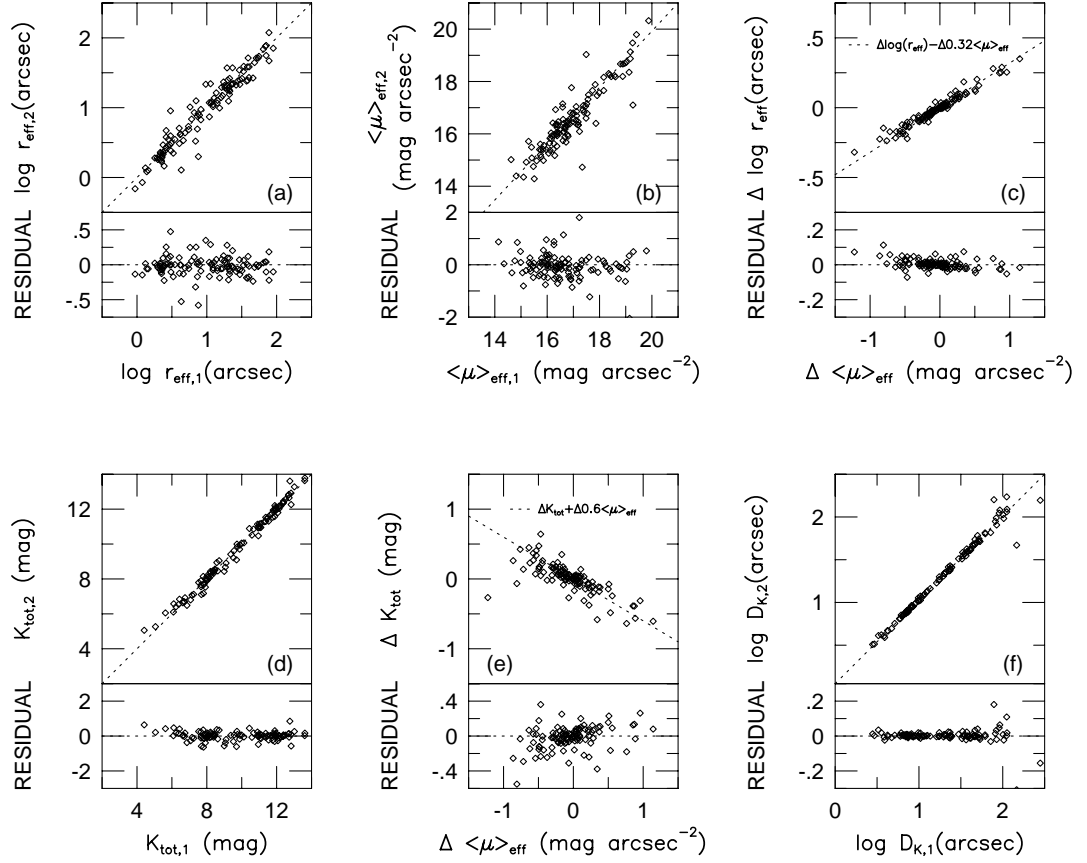 log r_eff,2(arcsec)
2
1
0
(a)
RESIDUAL
.5
0
-.5
0
1
2
log r_eff,1(arcsec)
<μ>_eff,2
(mag arcsec^−2)
20
18
16
14
(b)
RESIDUAL
2
0
-2
14
16
18
20
<μ>_eff,1 (mag arcsec^−2)
Δ log r_eff(arcsec)
.5
0
-.5
Δlog(r_eff)−Δ0.32<μ>_eff
(c)
RESIDUAL
.2
0
-.2
-1
0
1
Δ <μ>_eff (mag arcsec^−2)
K_tot,2 (mag)
12
8
4
(d)
RESIDUAL
2
0
-2
4
8
12
K_tot,1 (mag)
Δ K_tot (mag)
1
0
-1
ΔK_tot+Δ0.6<μ>_eff
(e)
RESIDUAL
.4
0
-.4
-1
0
1
Δ <μ>_eff (mag arcsec^−2)
log D_K,2(arcsec)
2
1
(f)
RESIDUAL
.2
0
-.2
0
1
2
log D_K,1(arcsec)